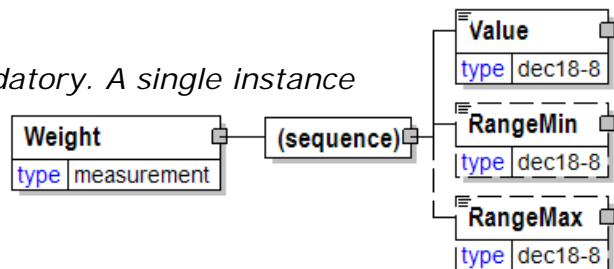 Value
type dec18-8
datory. A single instance
RangeMin
type dec18-8
Weight
type measurement
(sequence)
RangeMax
type dec18-8